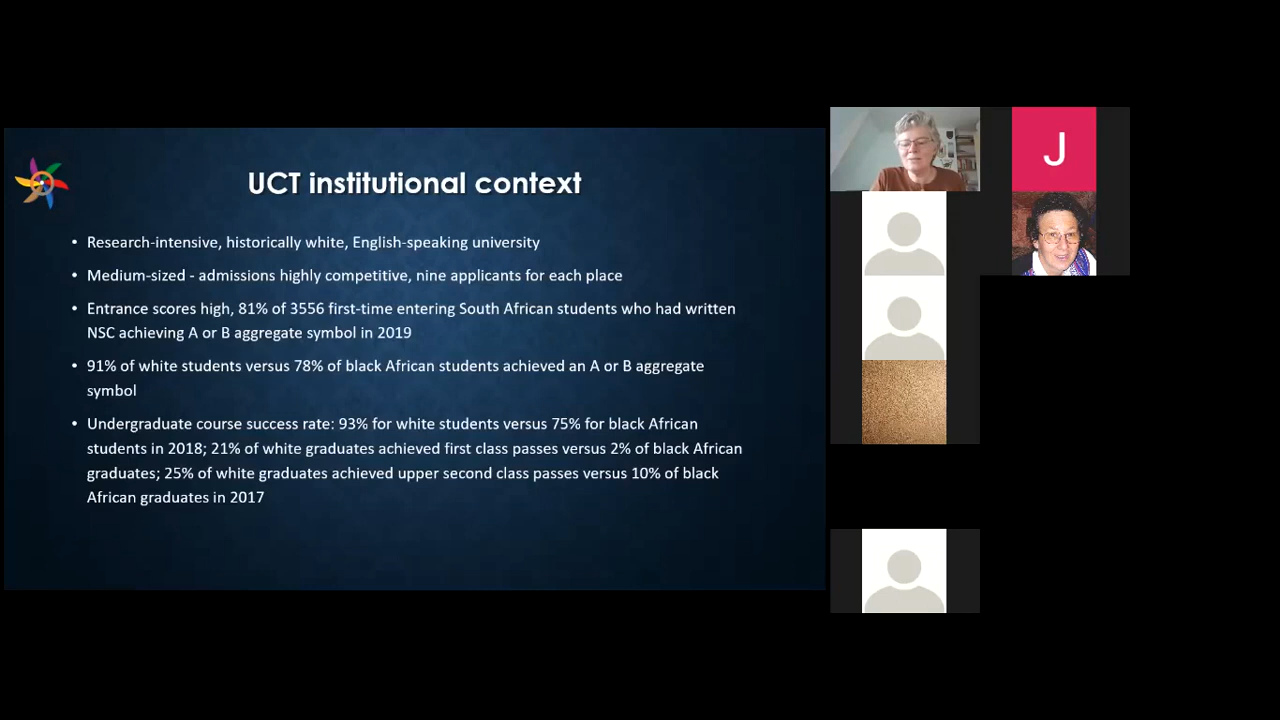 UCT institutional context
• Research-intensive, historically white, English-speaking university
• Medium-sized - admissions highly competitive, nine applicants for each place
• Entrance scores high, 81% of 3556 first-time entering South African students who had written
NSC achieving A or B aggregate symbol in 2019
• 91% of white students versus 78% of black African students achieved an A or B aggregate
symbol
• Undergraduate course success rate: 93% for white students versus 75% for black African
students in 2018; 21% of white graduates achieved first class passes versus 2% of black African
graduates; 25% of white graduates achieved upper second class passes versus 10% of black
African graduates in 2017
J